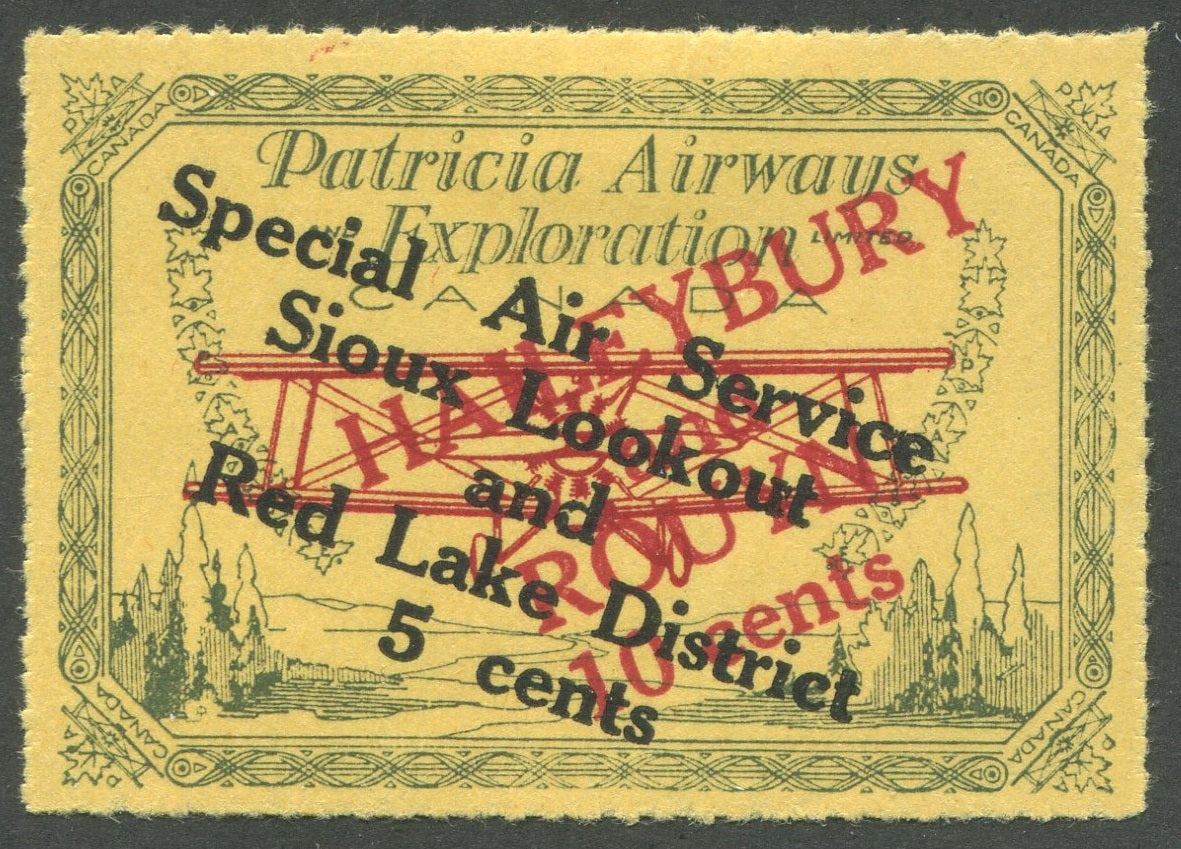 CANADA
CANADA
Patricia Airways
Exploration LIMITED
CANADA
Special Air Service
Sioux Lookout
and
Red Lake District
5 cents
HAILEYBURY
ROUYN
10 cents
CANADA
CANADA